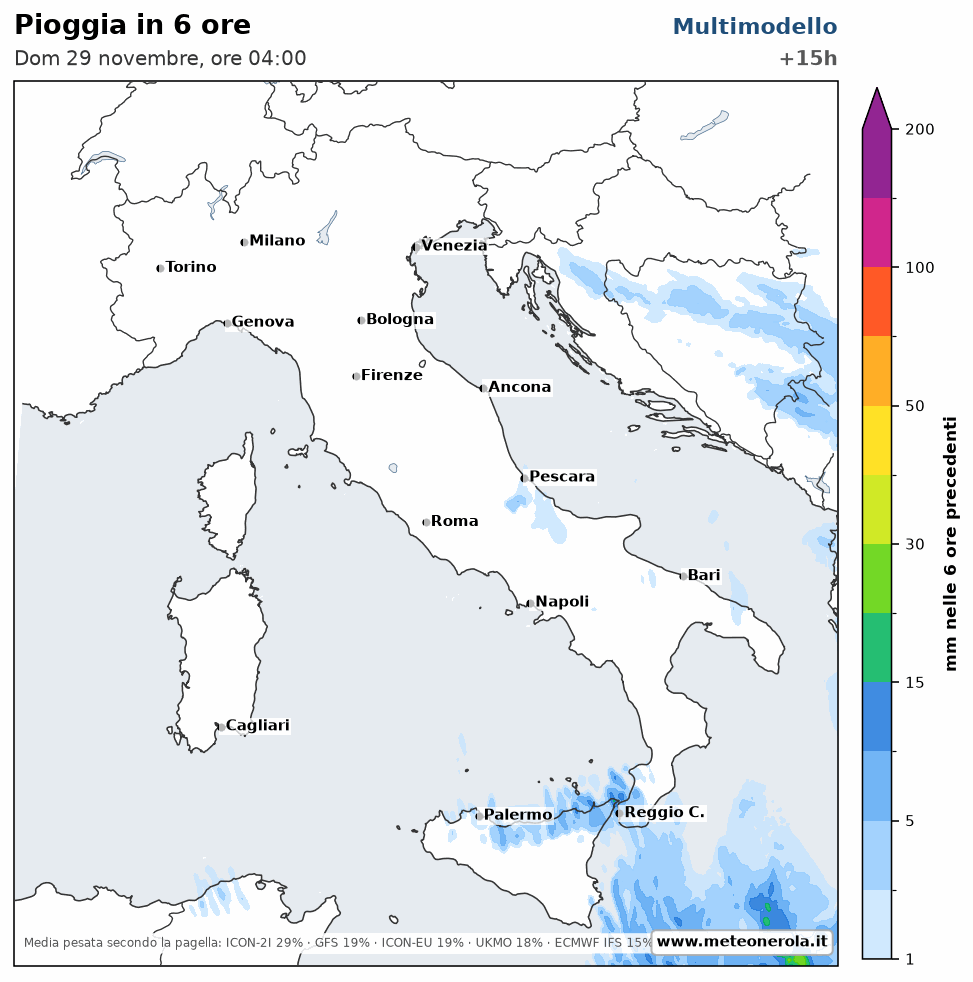 Pioggia in 6 ore
Multimodello
Dom 29 novembre, ore 04:00
+15h
200
100
50
30
15
5
1
mm nelle 6 ore precedenti
Milano
Venezia
Torino
Genova
Bologna
Firenze
Ancona
Pescara
Roma
Bari
Napoli
Cagliari
Palermo
Reggio C.
Media pesata secondo la pagella: ICON-2I 29% · GFS 19% · ICON-EU 19% · UKMO 18% · ECMWF IFS 15%
www.meteonerola.it